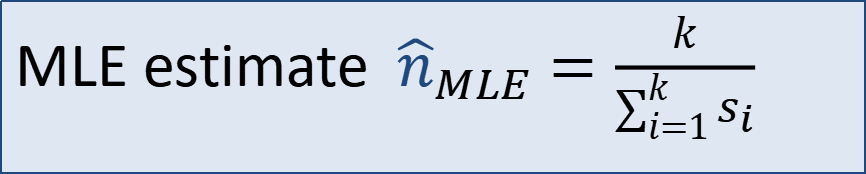 MLE estimate n̂_MLE = k / ∑_{i=1}^{k} s_i